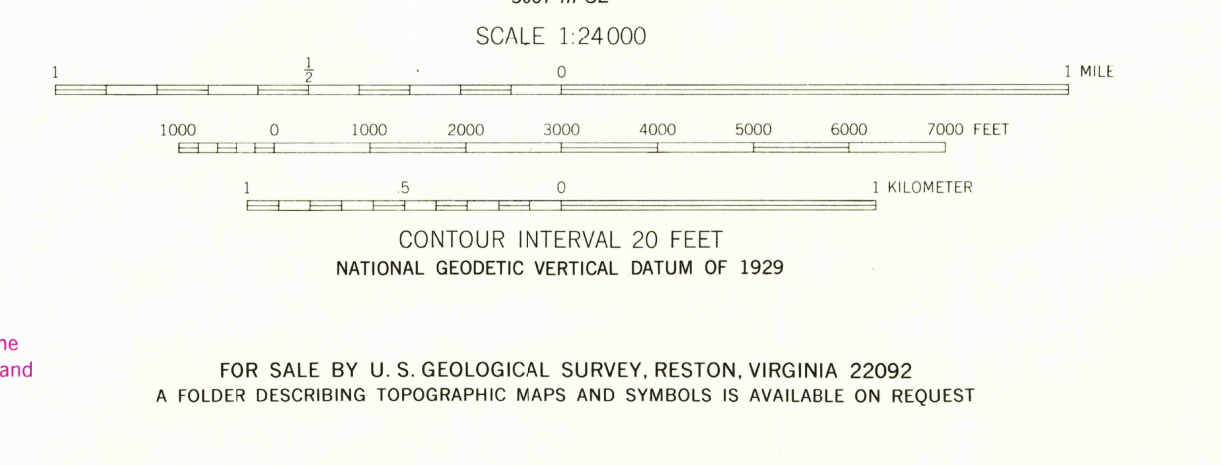 SCALE 1:24 000
1 1/2 0 1 MILE
1000 0 1000 2000 3000 4000 5000 6000 7000 FEET
1 .5 0 1 KILOMETER
CONTOUR INTERVAL 20 FEET
NATIONAL GEODETIC VERTICAL DATUM OF 1929
and
FOR SALE BY U. S. GEOLOGICAL SURVEY, RESTON, VIRGINIA 22092
A FOLDER DESCRIBING TOPOGRAPHIC MAPS AND SYMBOLS IS AVAILABLE ON REQUEST